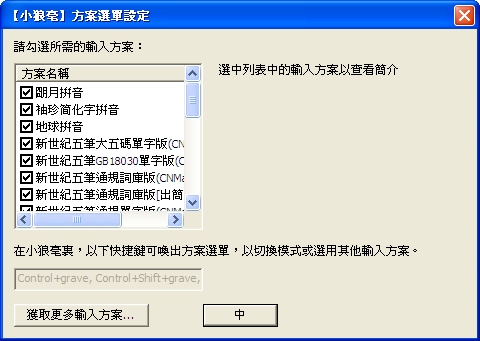 【小狼毫】方案選單設定
請勾選所需的輸入方案：
方案名稱
選中列表中的輸入方案以查看簡介
朙月拼音
袖珍简化字拼音
地球拼音
新世紀五筆大五碼單字版(CN
新世紀五筆GB18030單字版(C
新世紀五筆通規詞庫版(CNMa
新世紀五筆通規詞庫版[出簡
在小狼毫裏，以下快捷鍵可喚出方案選單，以切換模式或選用其他輸入方案。
Control+grave, Control+Shift+grave,
獲取更多輸入方案...
中